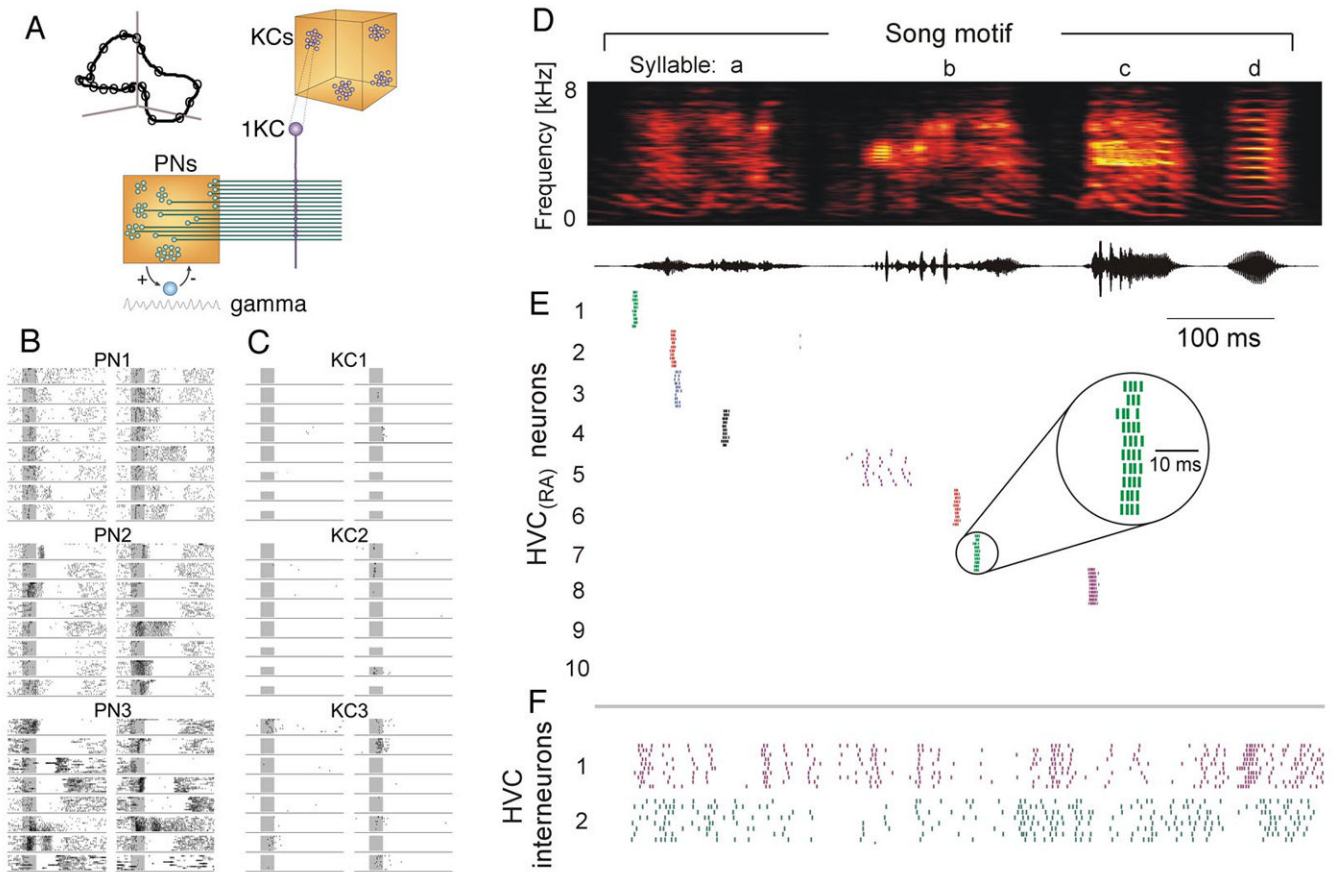 A
KCs
1KC
PNs
+
-
gamma
B
PN1
PN2
PN3
C
KC1
KC2
KC3
D
Song motif
Syllable: a b c d
Frequency [kHz]
8
0
E
100 ms
HVC(RA) neurons
1
2
3
4
5
6
7
8
9
10
10 ms
F
HVC
interneurons
1
2